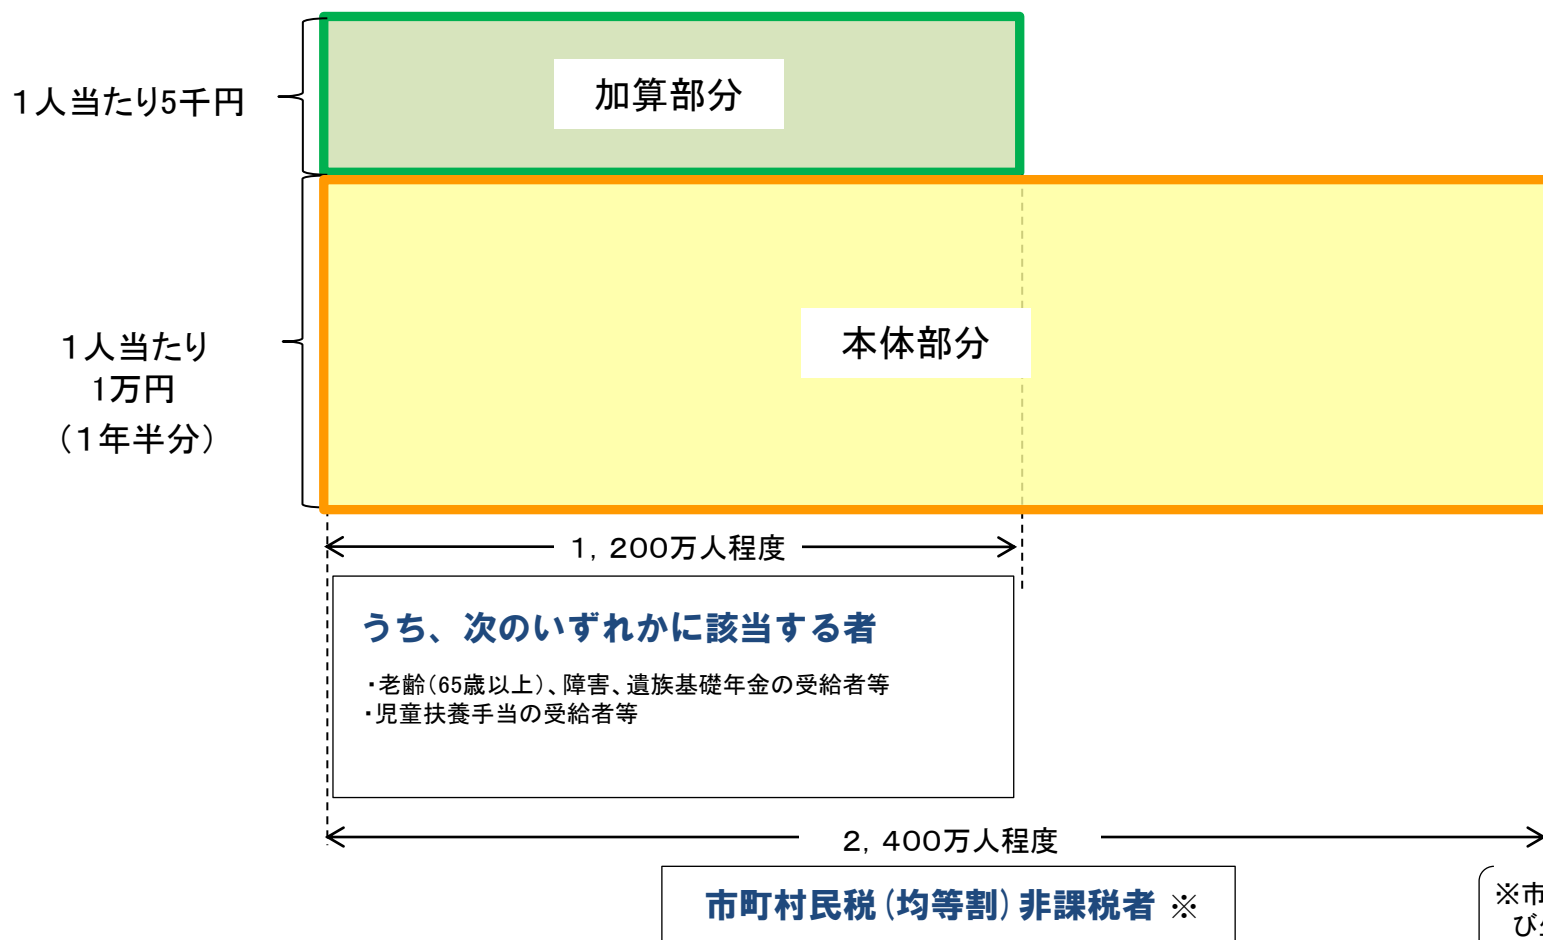 加算部分
１人当たり5千円
本体部分
１人当たり
1万円
（１年半分）
１，２００万人程度
うち、次のいずれかに該当する者
・老齢（65歳以上）、障害、遺族基礎年金の受給者等
・児童扶養手当の受給者等
２，４００万人程度
市町村民税（均等割）非課税者 ※
※市
び